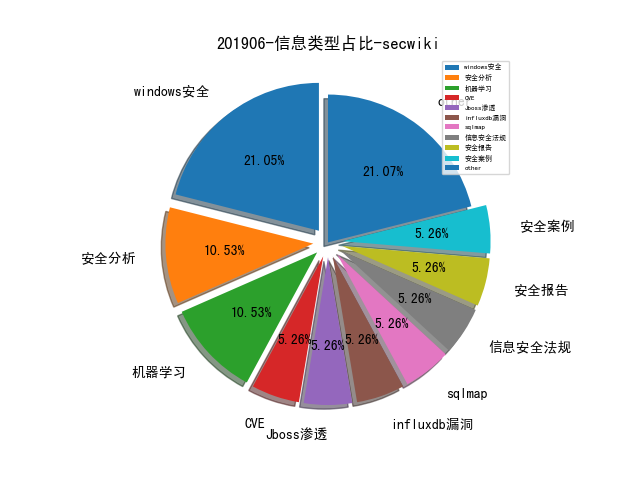 201906-信息类型占比-secwiki
windows安全
安全分析
机器学习
CVE
Jboss渗透
influxdb漏洞
sqlmap
信息安全法规
安全报告
安全案例
other
windows安全
安全分析
机器学习
CVE
Jboss渗透
influxdb漏洞
sqlmap
信息安全法规
安全报告
安全案例
21.05%
10.53%
10.53%
5.26%
5.26%
5.26%
5.26%
5.26%
5.26%
5.26%
21.07%